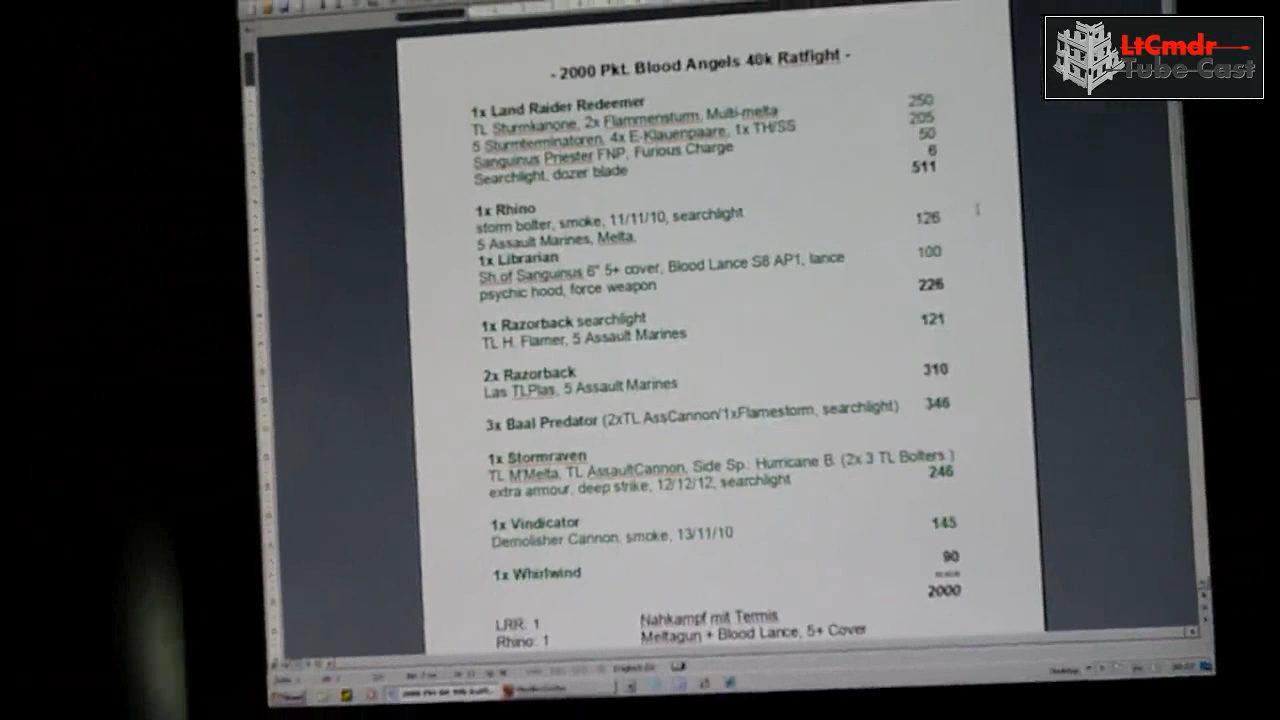 LtCmdr
Tube Cast
- 2000 Pkt. Blood Angels 40k Ratfight -
1x Land Raider Redeemer 250
TL Sturmkanone, 2x Flammensturm, Multi-melta 205
5 Sturmterminatoren, 4x E-Klauenpaare, 1x TH/SS 50
Sanguinus Priester FNP, Furious Charge 6
Searchlight, dozer blade 511
1x Rhino
storm bolter, smoke, 11/11/10, searchlight 126
5 Assault Marines, Melta,
1x Librarian 100
Sh.of Sanguinus 6" 5+ cover, Blood Lance S8 AP1, lance
psychic hood, force weapon 226
1x Razorback searchlight 121
TL H. Flamer, 5 Assault Marines
2x Razorback 310
Las TLPlas, 5 Assault Marines
3x Baal Predator (2xTL AssCannon/1xFlamestorm, searchlight) 346
1x Stormraven
TL M'Melta, TL AssaultCannon, Side Sp.: Hurricane B. (2x 3 TL Bolters )
extra armour, deep strike, 12/12/12, searchlight 246
1x Vindicator 145
Demolisher Cannon, smoke, 13/11/10
1x Whirlwind 90
2000
LRR: 1 Nahkampf mit Termis
Rhino: 1 Meltagun + Blood Lance, 5+ Cover